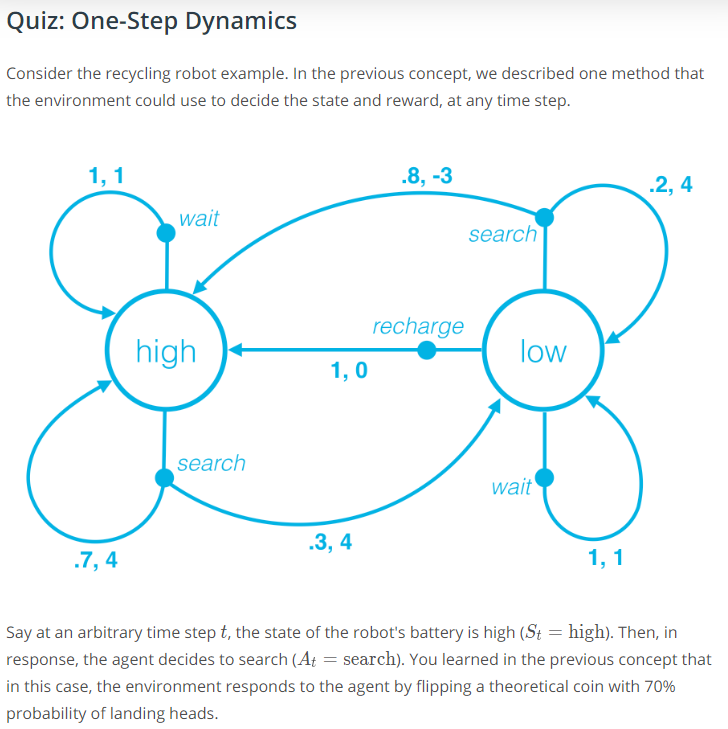 Quiz: One-Step Dynamics
Consider the recycling robot example. In the previous concept, we described one method that
the environment could use to decide the state and reward, at any time step.
1, 1
.8, -3
.2, 4
wait
search
recharge
high
low
1, 0
search
wait
.3, 4
.7, 4
1, 1
Say at an arbitrary time step t, the state of the robot's battery is high (Sₜ = high). Then, in
response, the agent decides to search (Aₜ = search). You learned in the previous concept that
in this case, the environment responds to the agent by flipping a theoretical coin with 70%
probability of landing heads.